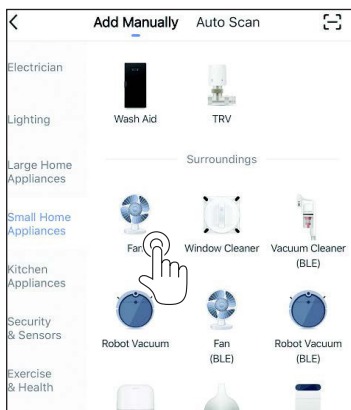 Add Manually Auto Scan
Electrician
Lighting
Large Home
Appliances
Small Home
Appliances
Kitchen
Appliances
Security
& Sensors
Exercise
& Health
Wash Aid TRV
Surroundings
Fan Window Cleaner Vacuum Cleaner
(BLE)
Robot Vacuum Fan Robot Vacuum
(BLE) (BLE)